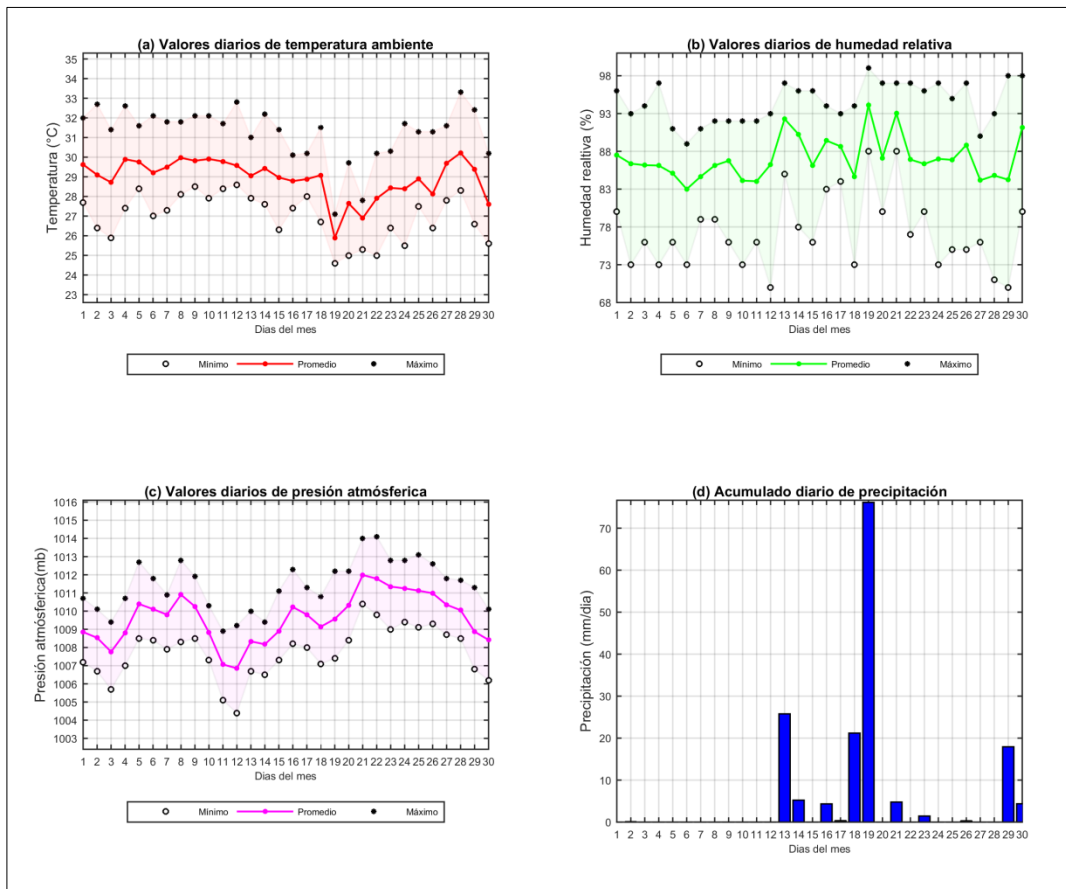 (a) Valores diarios de temperatura ambiente
35
34
33
32
31
30
29
28
27
26
25
24
23
Temperatura (°C)
1 2 3 4 5 6 7 8 9 10 11 12 13 14 15 16 17 18 19 20 21 22 23 24 25 26 27 28 29 30
Dias del mes
Mínimo Promedio Máximo
(b) Valores diarios de humedad relativa
98
93
88
83
78
73
68
Humedad realtiva (%)
1 2 3 4 5 6 7 8 9 10 11 12 13 14 15 16 17 18 19 20 21 22 23 24 25 26 27 28 29 30
Dias del mes
Mínimo Promedio Máximo
(c) Valores diarios de presión atmósferica
1016
1015
1014
1013
1012
1011
1010
1009
1008
1007
1006
1005
1004
1003
Presión atmósferica(mb)
1 2 3 4 5 6 7 8 9 10 11 12 13 14 15 16 17 18 19 20 21 22 23 24 25 26 27 28 29 30
Dias del mes
Mínimo Promedio Máximo
(d) Acumulado diario de precipitación
70
60
50
40
30
20
10
0
Precipitación (mm/dia)
1 2 3 4 5 6 7 8 9 10 11 12 13 14 15 16 17 18 19 20 21 22 23 24 25 26 27 28 29 30
Dias del mes